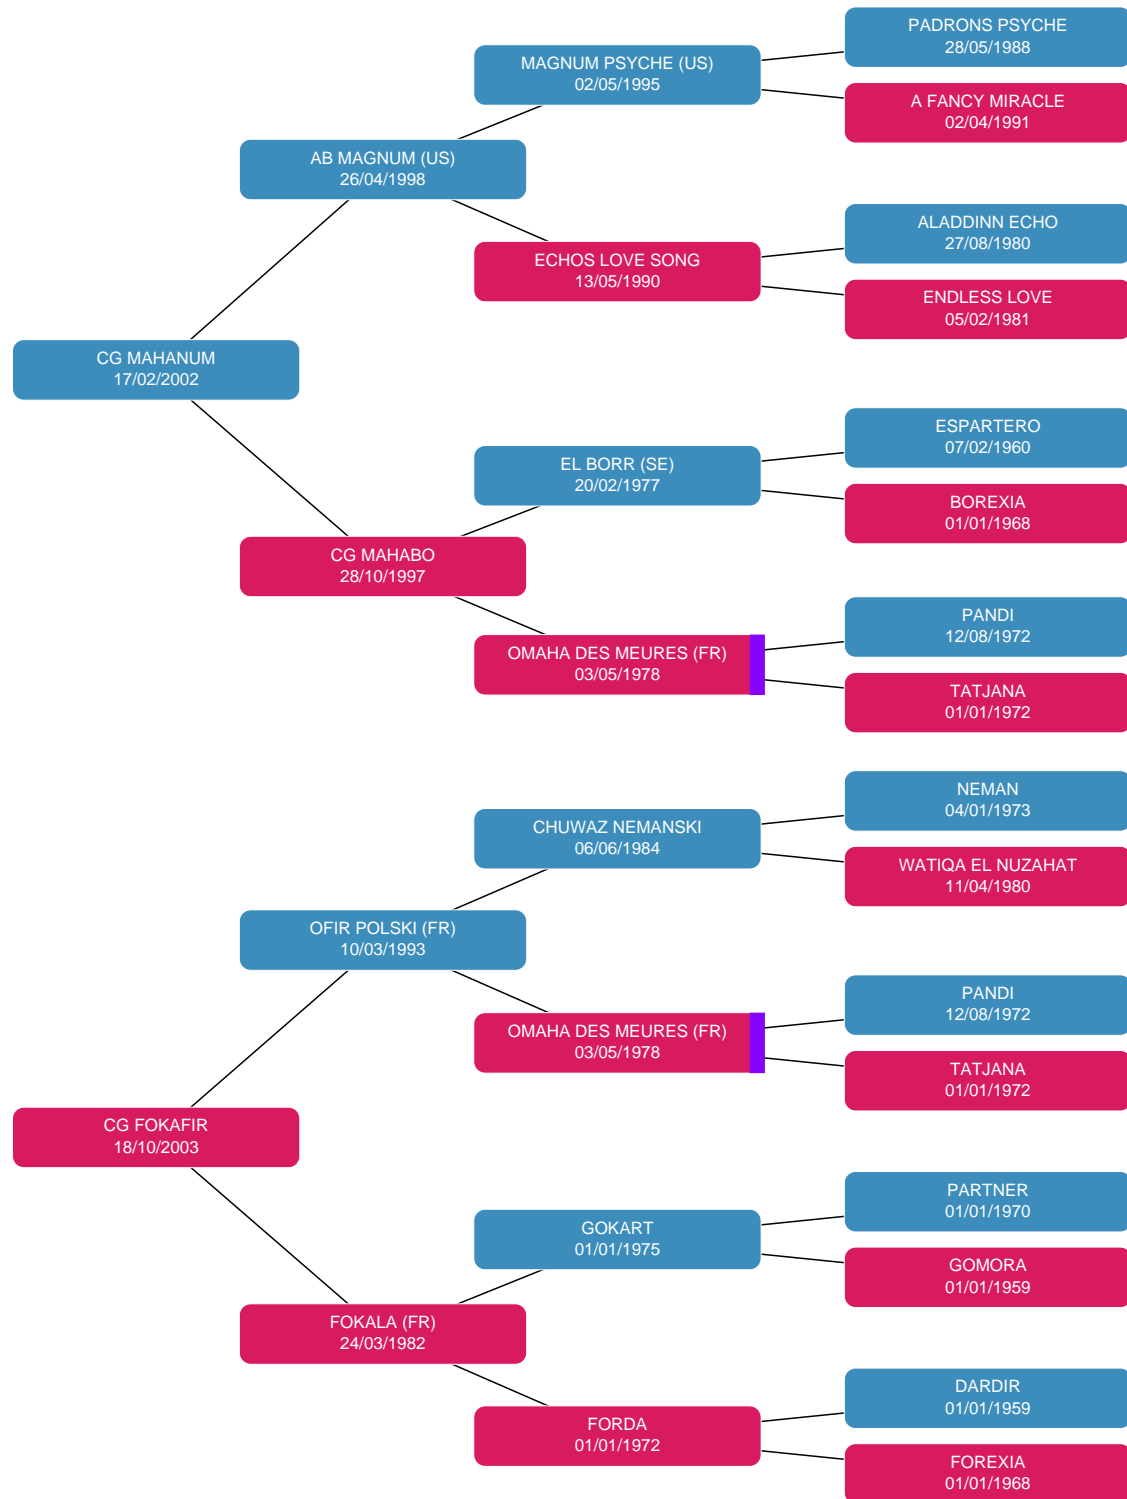 PADRONS PSYCHE
28/05/1988
MAGNUM PSYCHE (US)
02/05/1995
A FANCY MIRACLE
02/04/1991
AB MAGNUM (US)
26/04/1998
ALADDINN ECHO
27/08/1980
ECHOS LOVE SONG
13/05/1990
ENDLESS LOVE
05/02/1981
CG MAHANUM
17/02/2002
ESPARTERO
07/02/1960
EL BORR (SE)
20/02/1977
BOREXIA
01/01/1968
CG MAHABO
28/10/1997
PANDI
12/08/1972
OMAHA DES MEURES (FR)
03/05/1978
TATJANA
01/01/1972
NEMAN
04/01/1973
CHUWAZ NEMANSKI
06/06/1984
WATIQA EL NUZAHAT
11/04/1980
OFIR POLSKI (FR)
10/03/1993
PANDI
12/08/1972
OMAHA DES MEURES (FR)
03/05/1978
TATJANA
01/01/1972
CG FOKAFIR
18/10/2003
PARTNER
01/01/1970
GOKART
01/01/1975
GOMORA
01/01/1959
FOKALA (FR)
24/03/1982
DARDIR
01/01/1959
FORDA
01/01/1972
FOREXIA
01/01/1968